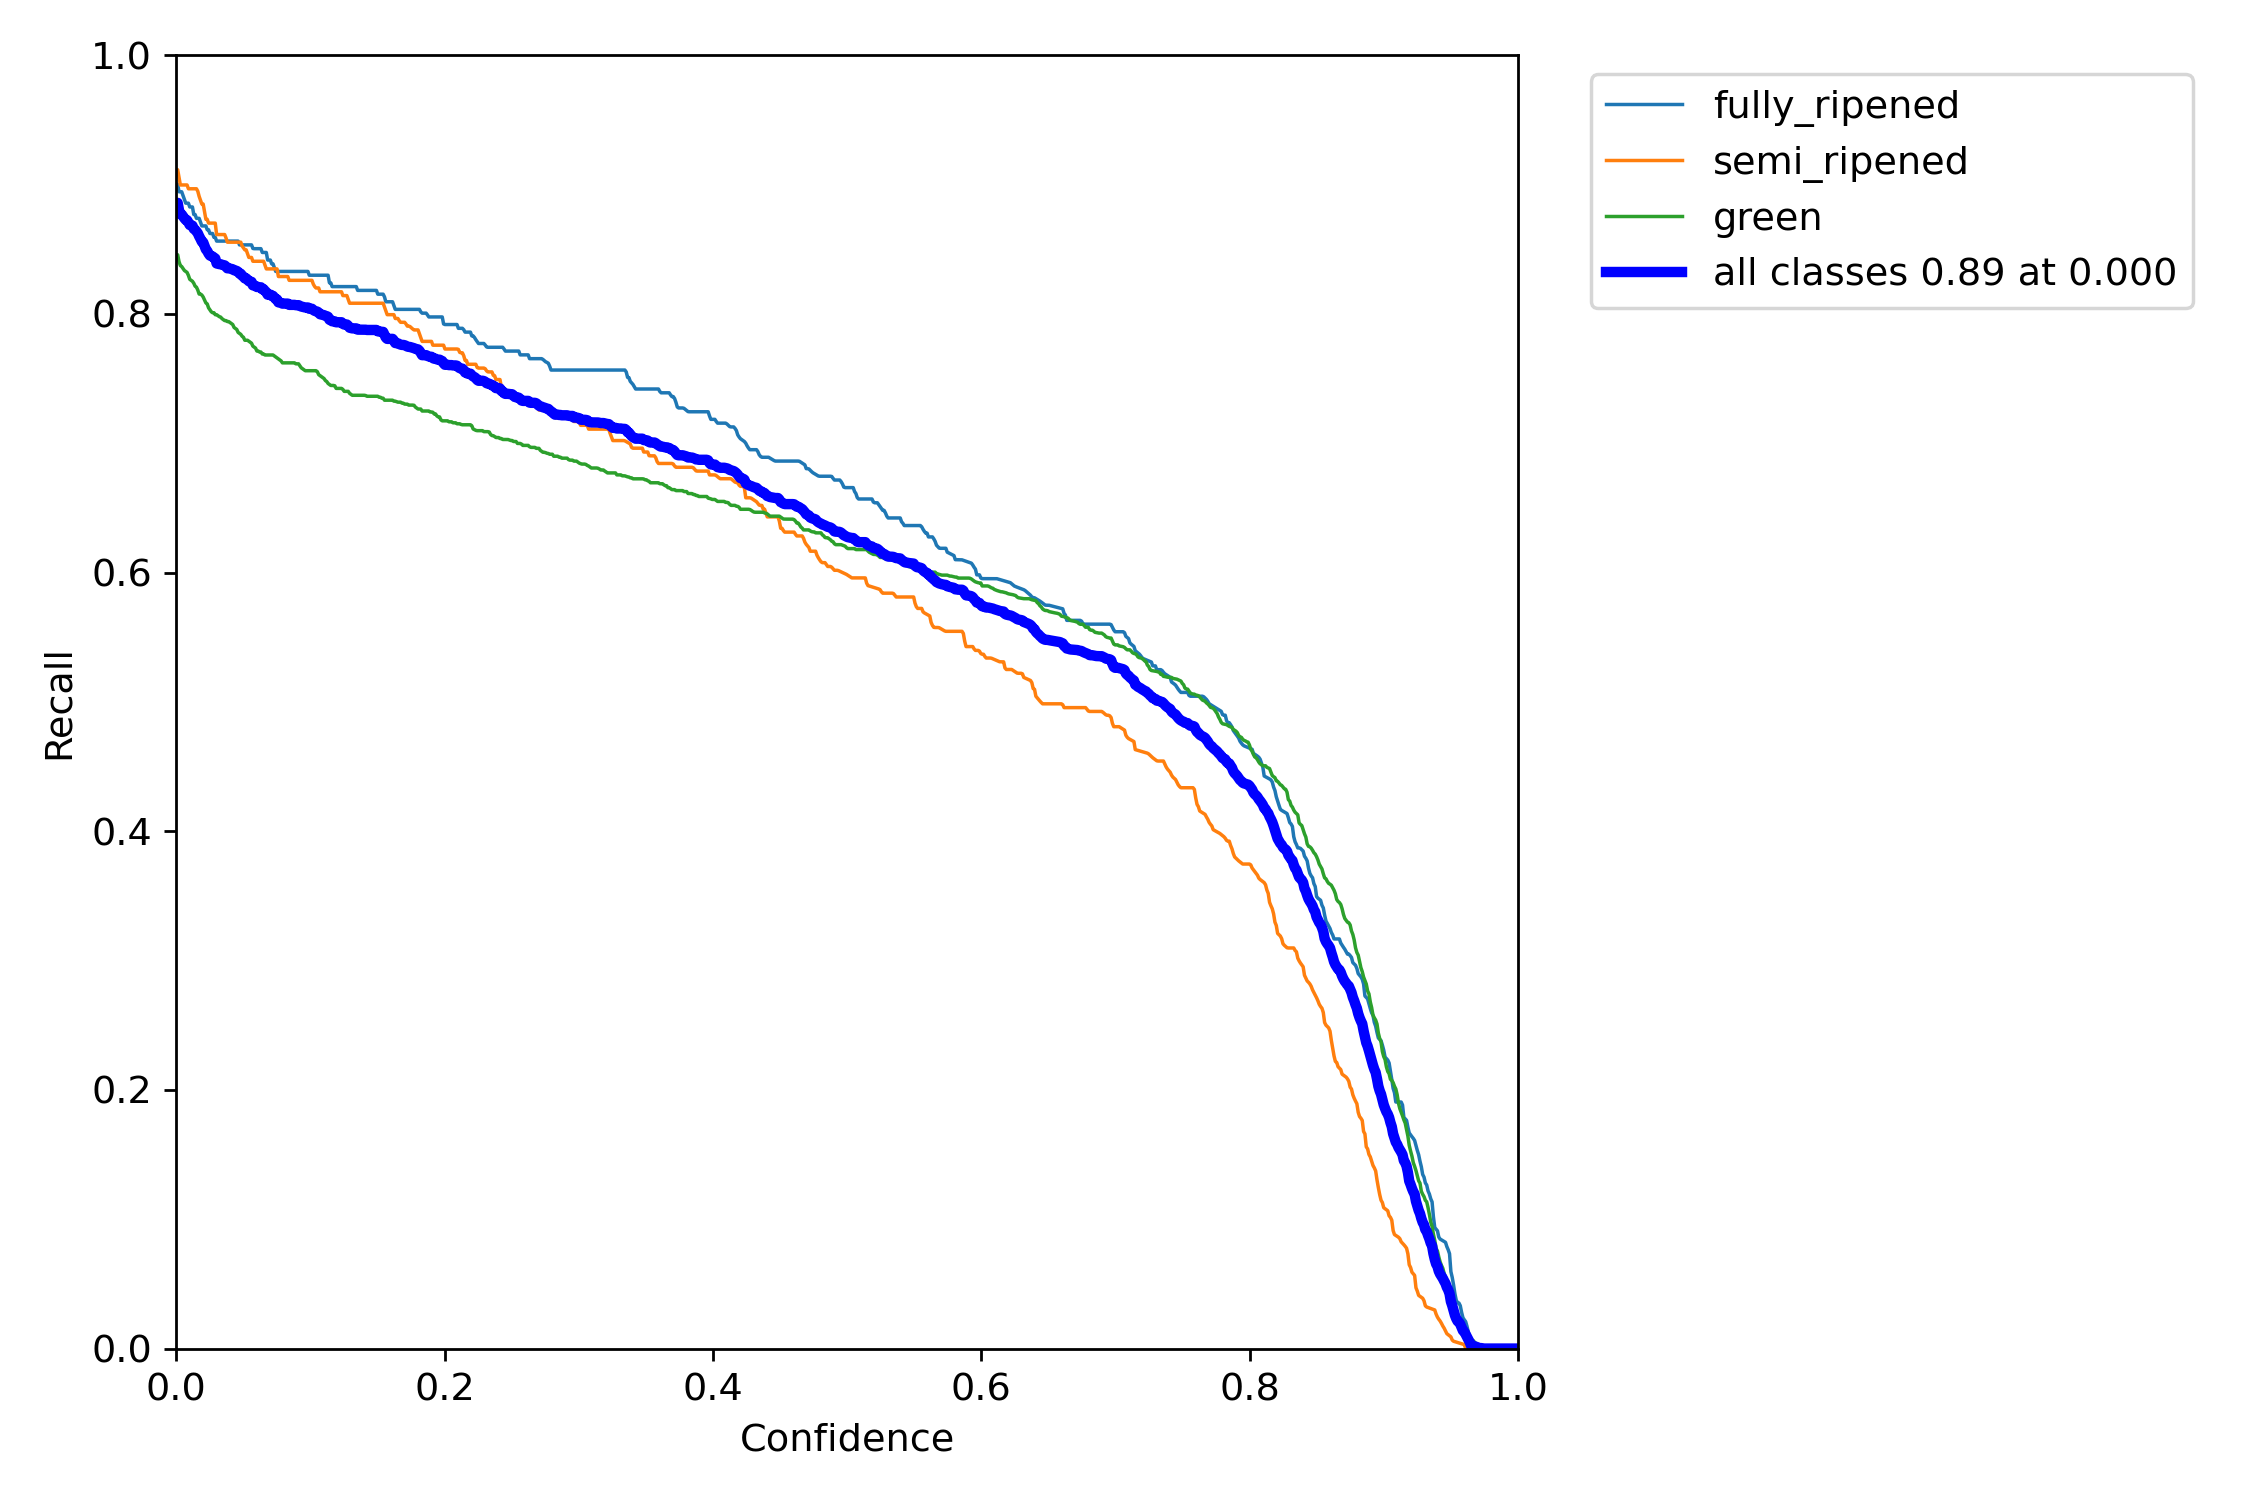 1.0
0.8
0.6
0.4
0.2
0.0
Recall
0.0 0.2 0.4 0.6 0.8 1.0
Confidence
fully_ripened
semi_ripened
green
all classes 0.89 at 0.000